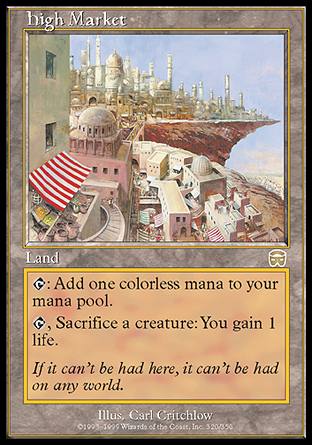 High Market
Land
: Add one colorless mana to your
mana pool.
, Sacrifice a creature: You gain 1
life.
If it can't be had here, it can't be had
on any world.
Illus. Carl Critchlow
©1993-1999 Wizards of the Coast, Inc. 320/350